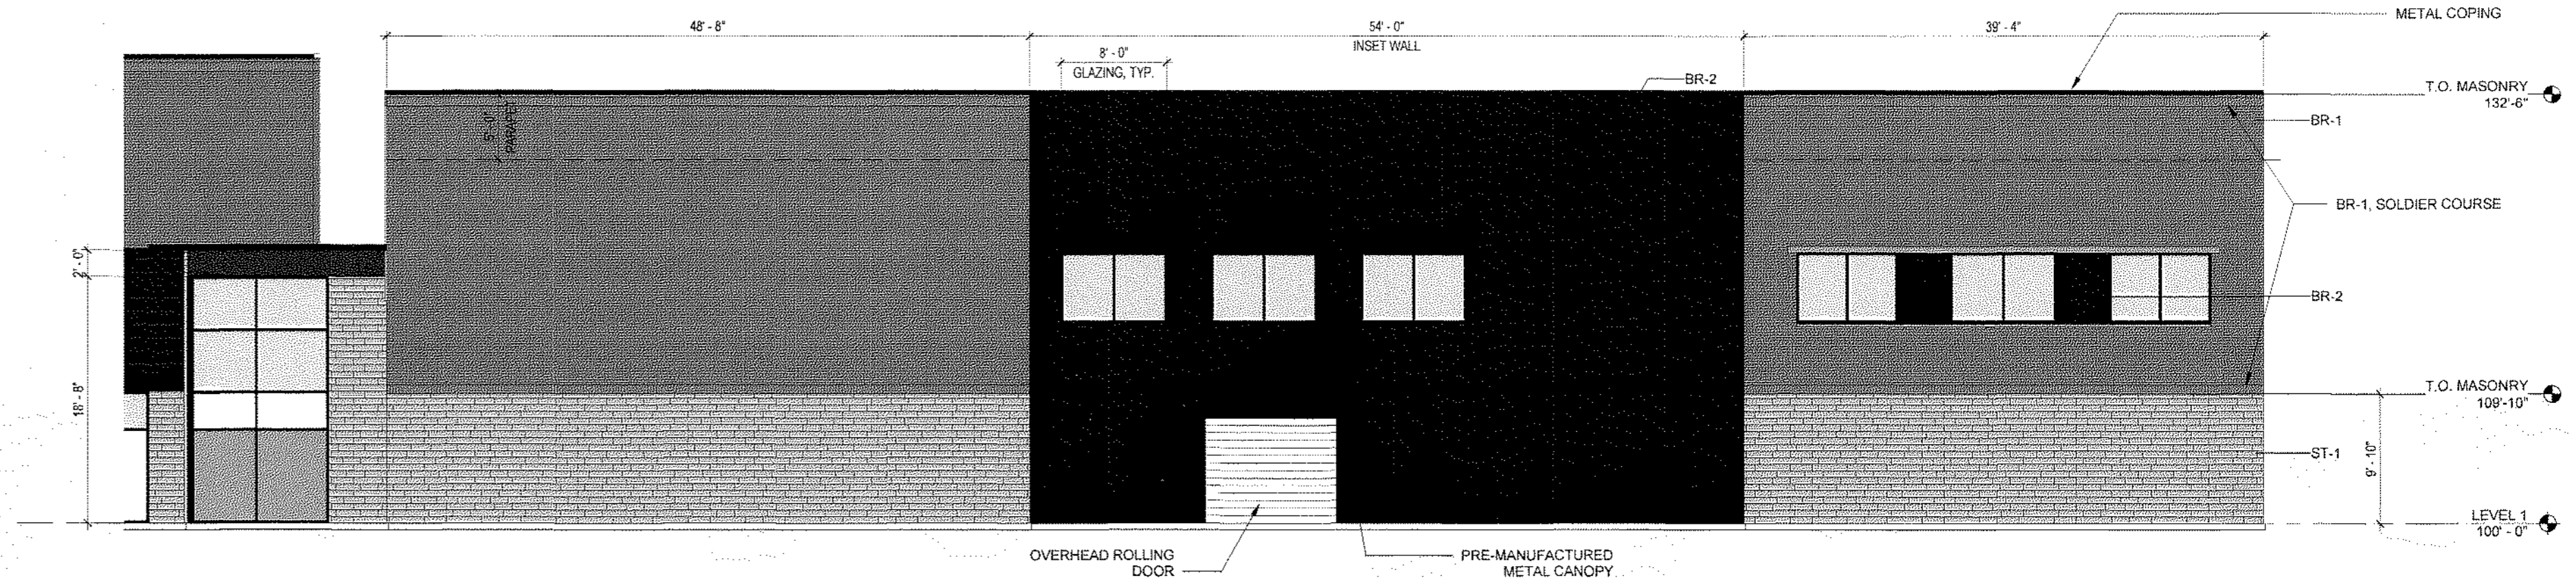 METAL COPING
48' - 8"
54' - 0"
INSET WALL
39' - 4"
8' - 0"
GLAZING, TYP.
BR-2
T.O. MASONRY
132'-6"
BR-1
5' - 0"
PARAPET
BR-1, SOLDIER COURSE
2' - 0"
BR-2
18' - 8"
T.O. MASONRY
109'-10"
ST-1
9' - 10"
LEVEL 1
100' - 0"
OVERHEAD ROLLING
DOOR
PRE-MANUFACTURED
METAL CANOPY